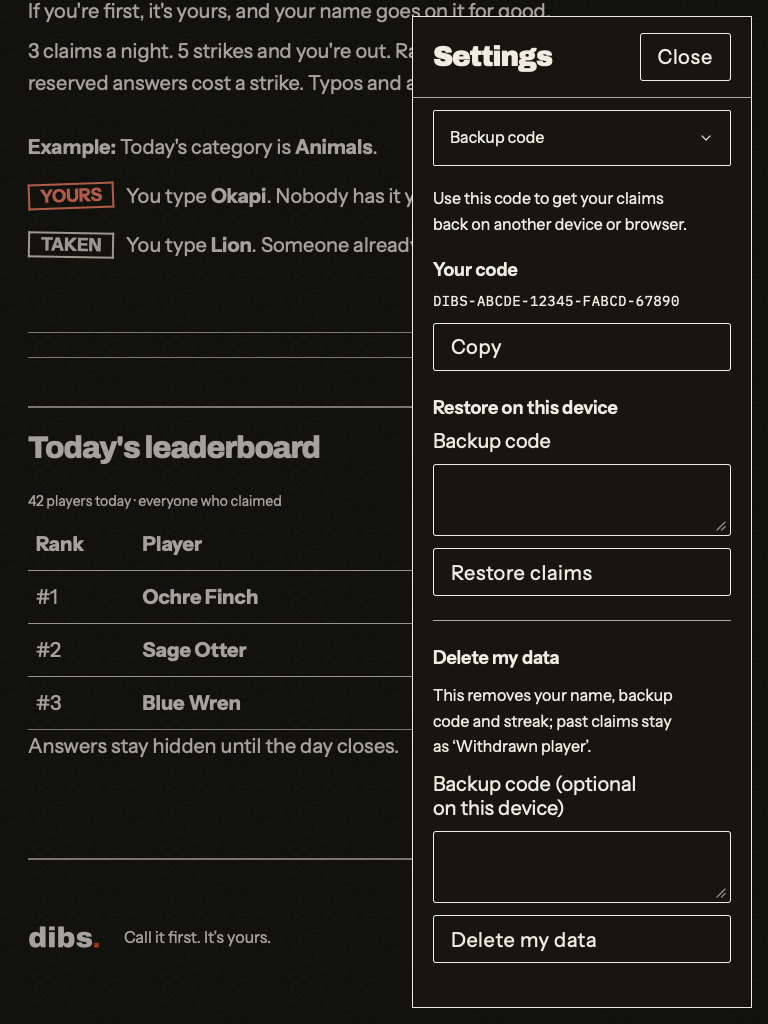 If you're first, it's yours, and your name goes on it for good.
3 claims a night. 5 strikes and you're out.
reserved answers cost a strike. Typos and
Example: Today's category is Animals.
YOURS You type Okapi. Nobody has it
TAKEN You type Lion. Someone already
Today's leaderboard
42 players today · everyone who claimed
Rank Player
#1 Ochre Finch
#2 Sage Otter
#3 Blue Wren
Answers stay hidden until the day closes.
dibs. Call it first. It's yours.
Settings
Close
Backup code
Use this code to get your claims
back on another device or browser.
Your code
DIBS-ABCDE-12345-FABCD-67890
Copy
Restore on this device
Backup code
Restore claims
Delete my data
This removes your name, backup
code and streak; past claims stay
as ‘Withdrawn player’.
Backup code (optional
on this device)
Delete my data